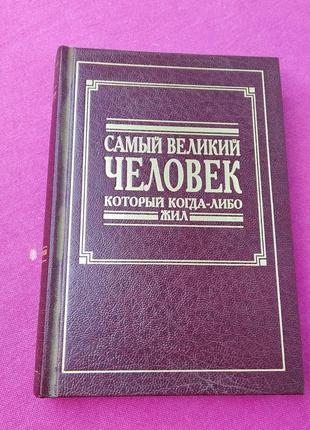 САМЫЙ ВЕЛИКИЙ
ЧЕЛОВЕК
КОТОРЫЙ КОГДА-ЛИБО
ЖИЛ